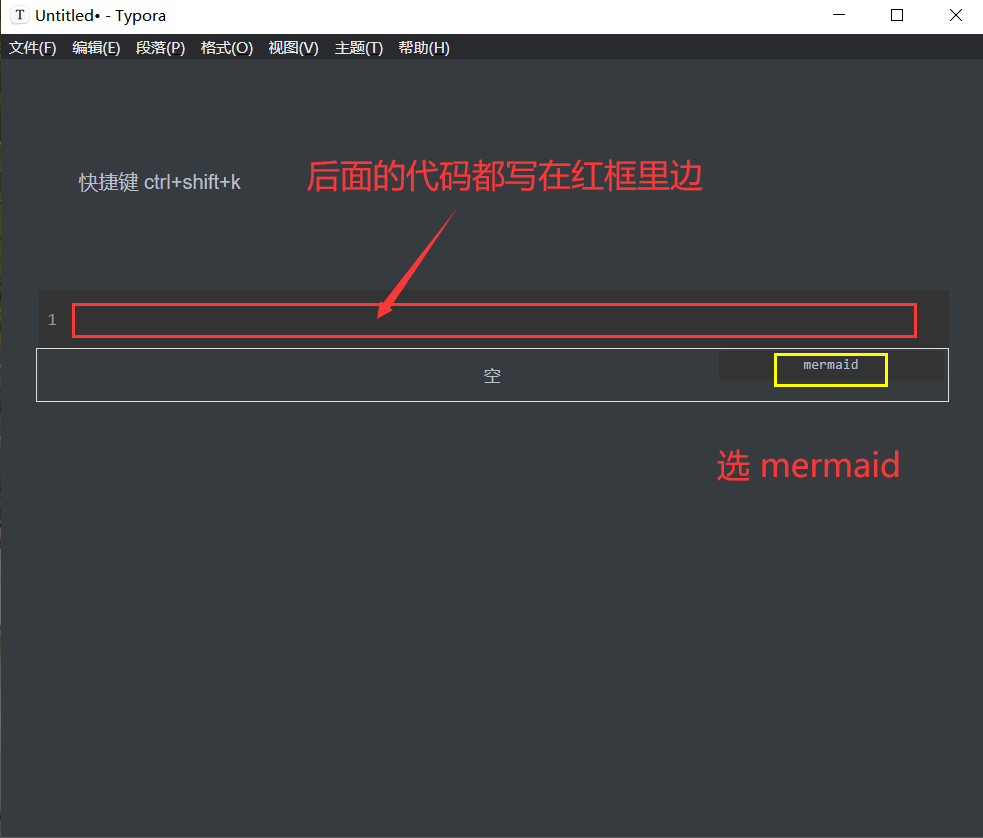 T Untitled• - Typora
文件(F) 编辑(E) 段落(P) 格式(O) 视图(V) 主题(T) 帮助(H)
快捷键 ctrl+shift+k
后面的代码都写在红框里边
1
空
mermaid
选 mermaid